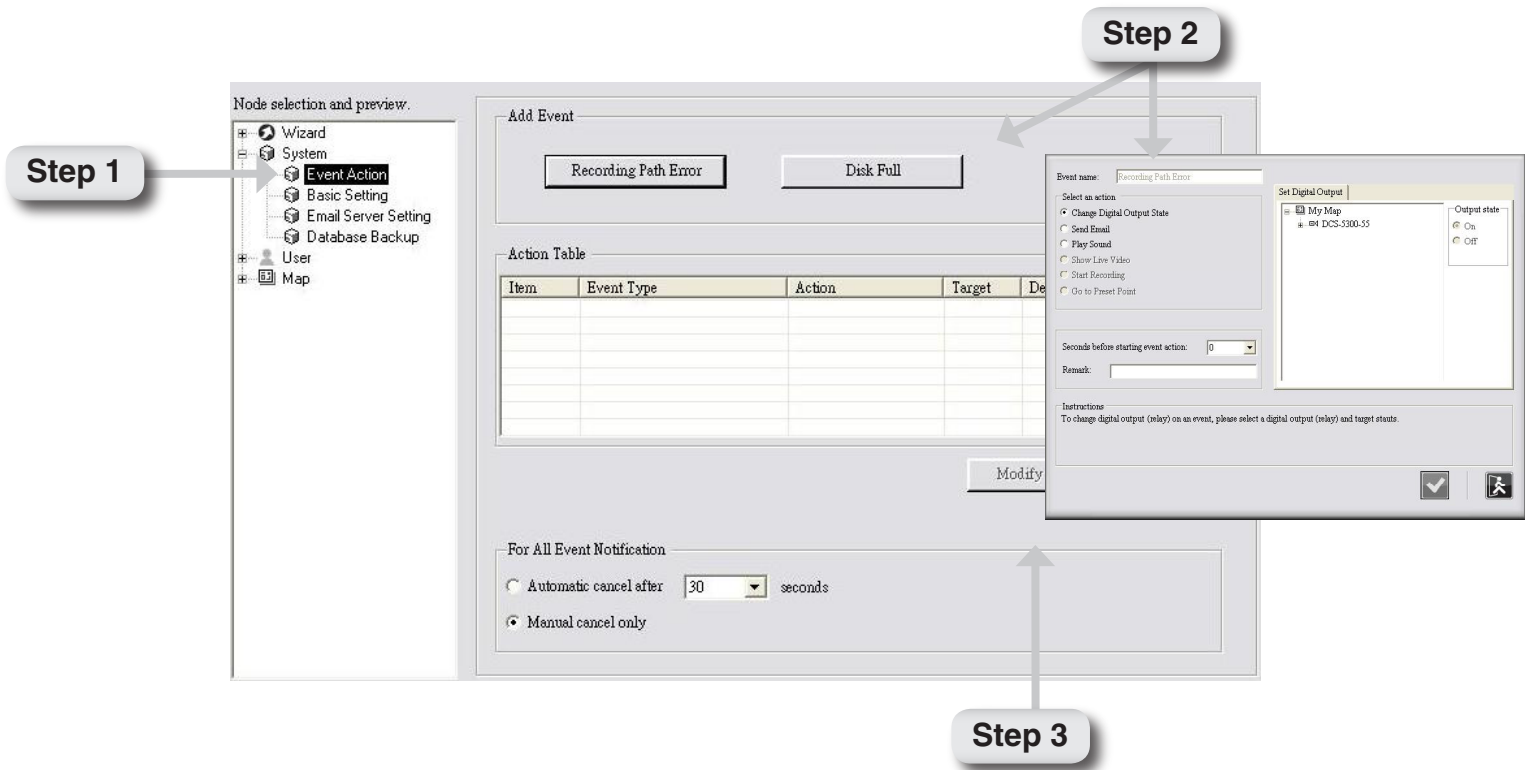 Step 2
Node selection and preview.
Wizard
System
Event Action
Basic Setting
Email Server Setting
Database Backup
User
Map
Step 1
Add Event
Recording Path Error
Disk Full
Action Table
Item Event Type Action Target De
Modify
For All Event Notification
Automatic cancel after 30 seconds
Manual cancel only
Event name: Recording Path Error
Select an action
Change Digital Output State
Send Email
Play Sound
Show Live Video
Start Recording
Go to Preset Point
Set Digital Output
My Map
DCS-5300-55
Output state
On
Off
Seconds before starting event action: 0
Remark:
Instructions
To change digital output (relay) on an event, please select a digital output (relay) and target stauts.
Step 3